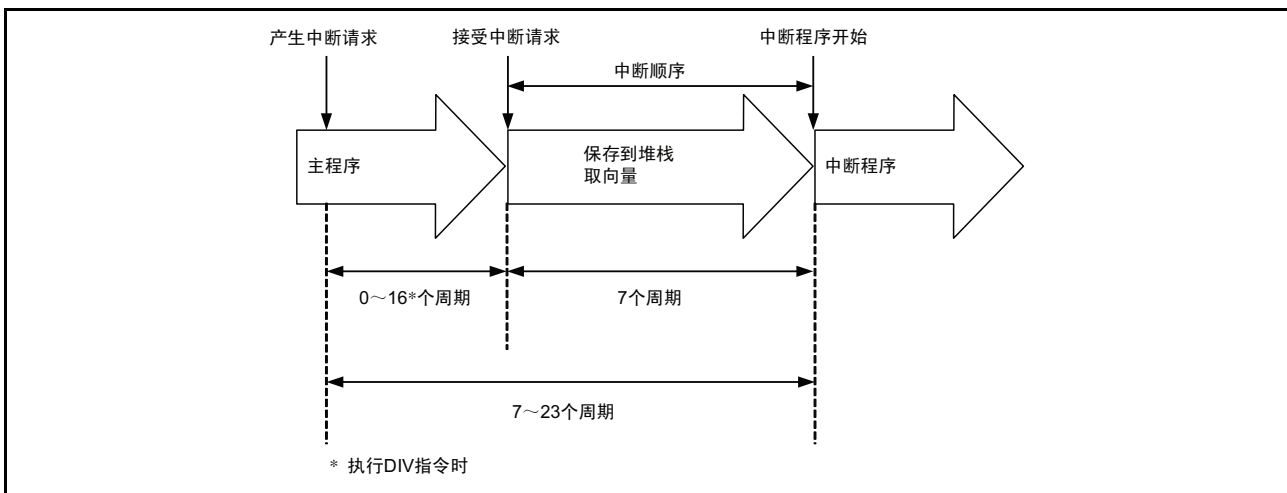 产生中断请求
接受中断请求
中断程序开始
中断顺序
主程序
保存到堆栈
取向量
中断程序
0～16*个周期
7个周期
7～23个周期
* 执行DIV指令时